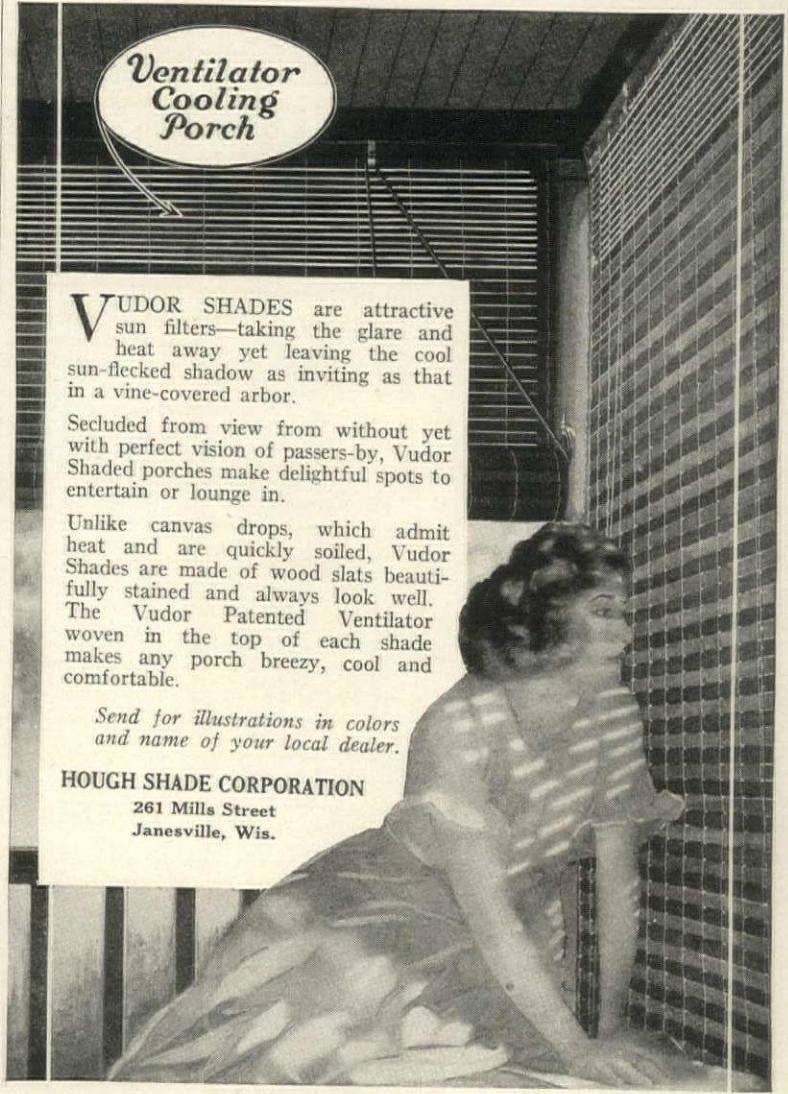 Ventilator
Cooling
Porch
VUDOR SHADES are attractive
sun filters—taking the glare and
heat away yet leaving the cool
sun-flecked shadow as inviting as that
in a vine-covered arbor.
Secluded from view from without yet
with perfect vision of passers-by, Vudor
Shaded porches make delightful spots to
entertain or lounge in.
Unlike canvas drops, which admit
heat and are quickly soiled, Vudor
Shades are made of wood slats beauti-
fully stained and always look well.
The Vudor Patented Ventilator
woven in the top of each shade
makes any porch breezy, cool and
comfortable.
Send for illustrations in colors
and name of your local dealer.
HOUGH SHADE CORPORATION
261 Mills Street
Janesville, Wis.